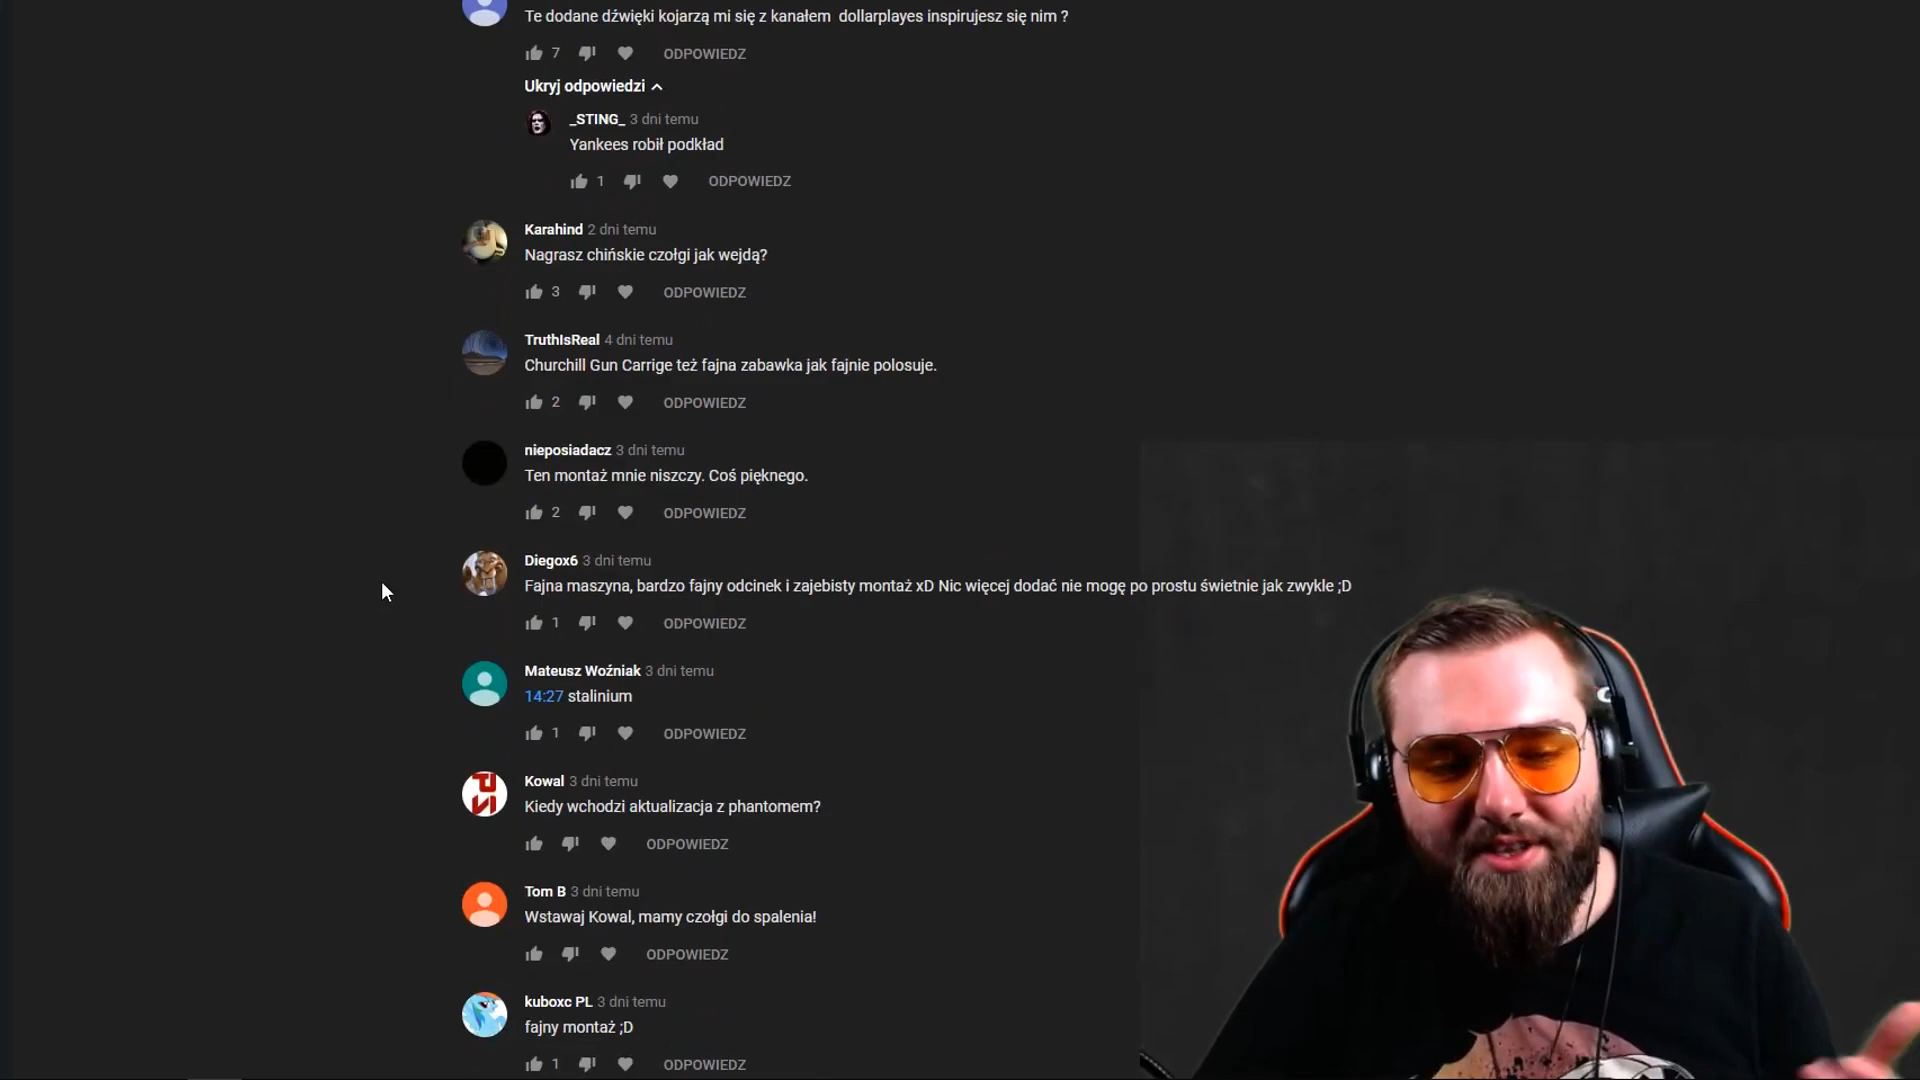 Te dodane dźwięki kojarzą mi się z kanałem dollarplayes inspirujesz się nim ?
7 ODPOWIEDZ
Ukryj odpowiedzi
_STING_ 3 dni temu
Yankees robił podkład
1 ODPOWIEDZ
Karahind 2 dni temu
Nagrasz chińskie czołgi jak wejdą?
3 ODPOWIEDZ
TruthIsReal 4 dni temu
Churchill Gun Carrige też fajna zabawka jak fajnie polosuje.
2 ODPOWIEDZ
nieposiadacz 3 dni temu
Ten montaż mnie niszczy. Coś pięknego.
2 ODPOWIEDZ
Diegox6 3 dni temu
Fajna maszyna, bardzo fajny odcinek i zajebisty montaż xD Nic więcej dodać nie mogę po prostu świetnie jak zwykle ;D
1 ODPOWIEDZ
Mateusz Woźniak 3 dni temu
14:27 stalinium
1 ODPOWIEDZ
Kowal 3 dni temu
Kiedy wchodzi aktualizacja z phantomem?
ODPOWIEDZ
Tom B 3 dni temu
Wstawaj Kowal, mamy czołgi do spalenia!
ODPOWIEDZ
kuboxc PL 3 dni temu
fajny montaż ;D
1 ODPOWIEDZ